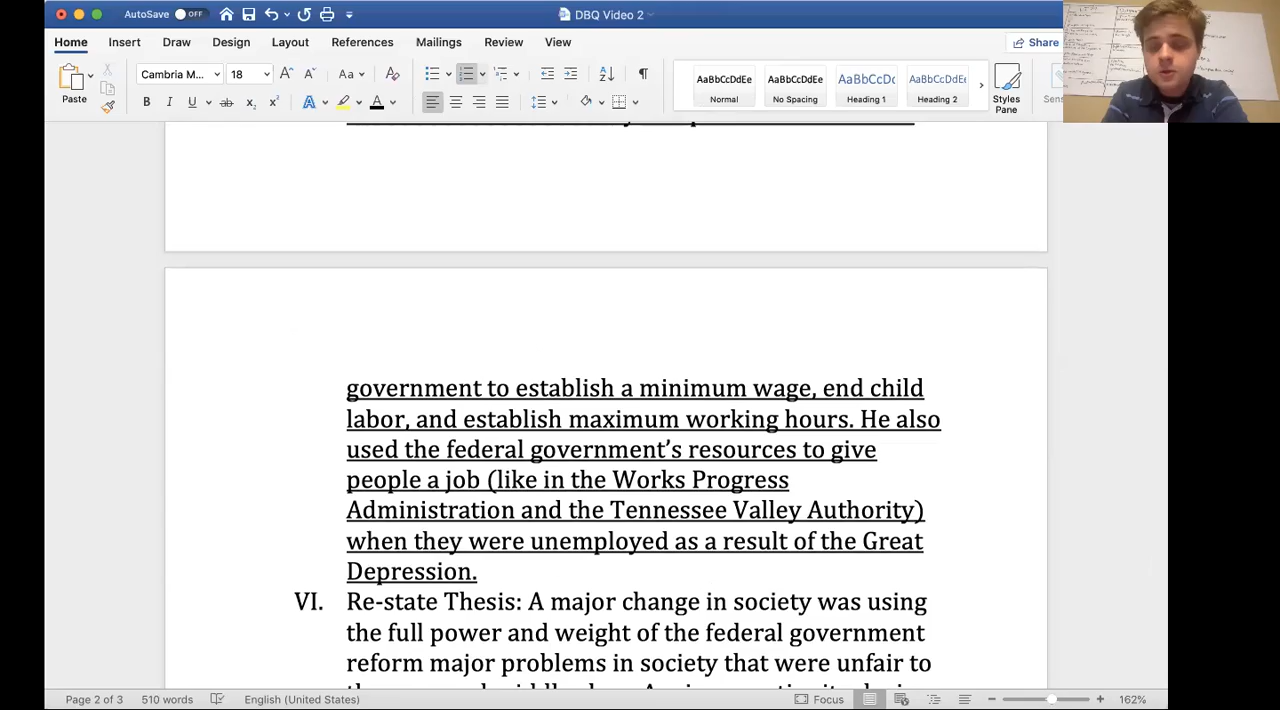 AutoSave OFF
DBQ Video 2
Home Insert Draw Design Layout References Mailings Review View Share
Paste
Cambria M... 18
AaBbCcDdEe AaBbCcDdEe AaBbCcDc AaBbCcDdEe
Normal No Spacing Heading 1 Heading 2
Styles Pane
government to establish a minimum wage, end child
labor, and establish maximum working hours. He also
used the federal government's resources to give
people a job (like in the Works Progress
Administration and the Tennessee Valley Authority)
when they were unemployed as a result of the Great
Depression.
VI. Re-state Thesis: A major change in society was using
the full power and weight of the federal government
reform major problems in society that were unfair to
Page 2 of 3 510 words English (United States) Focus 162%